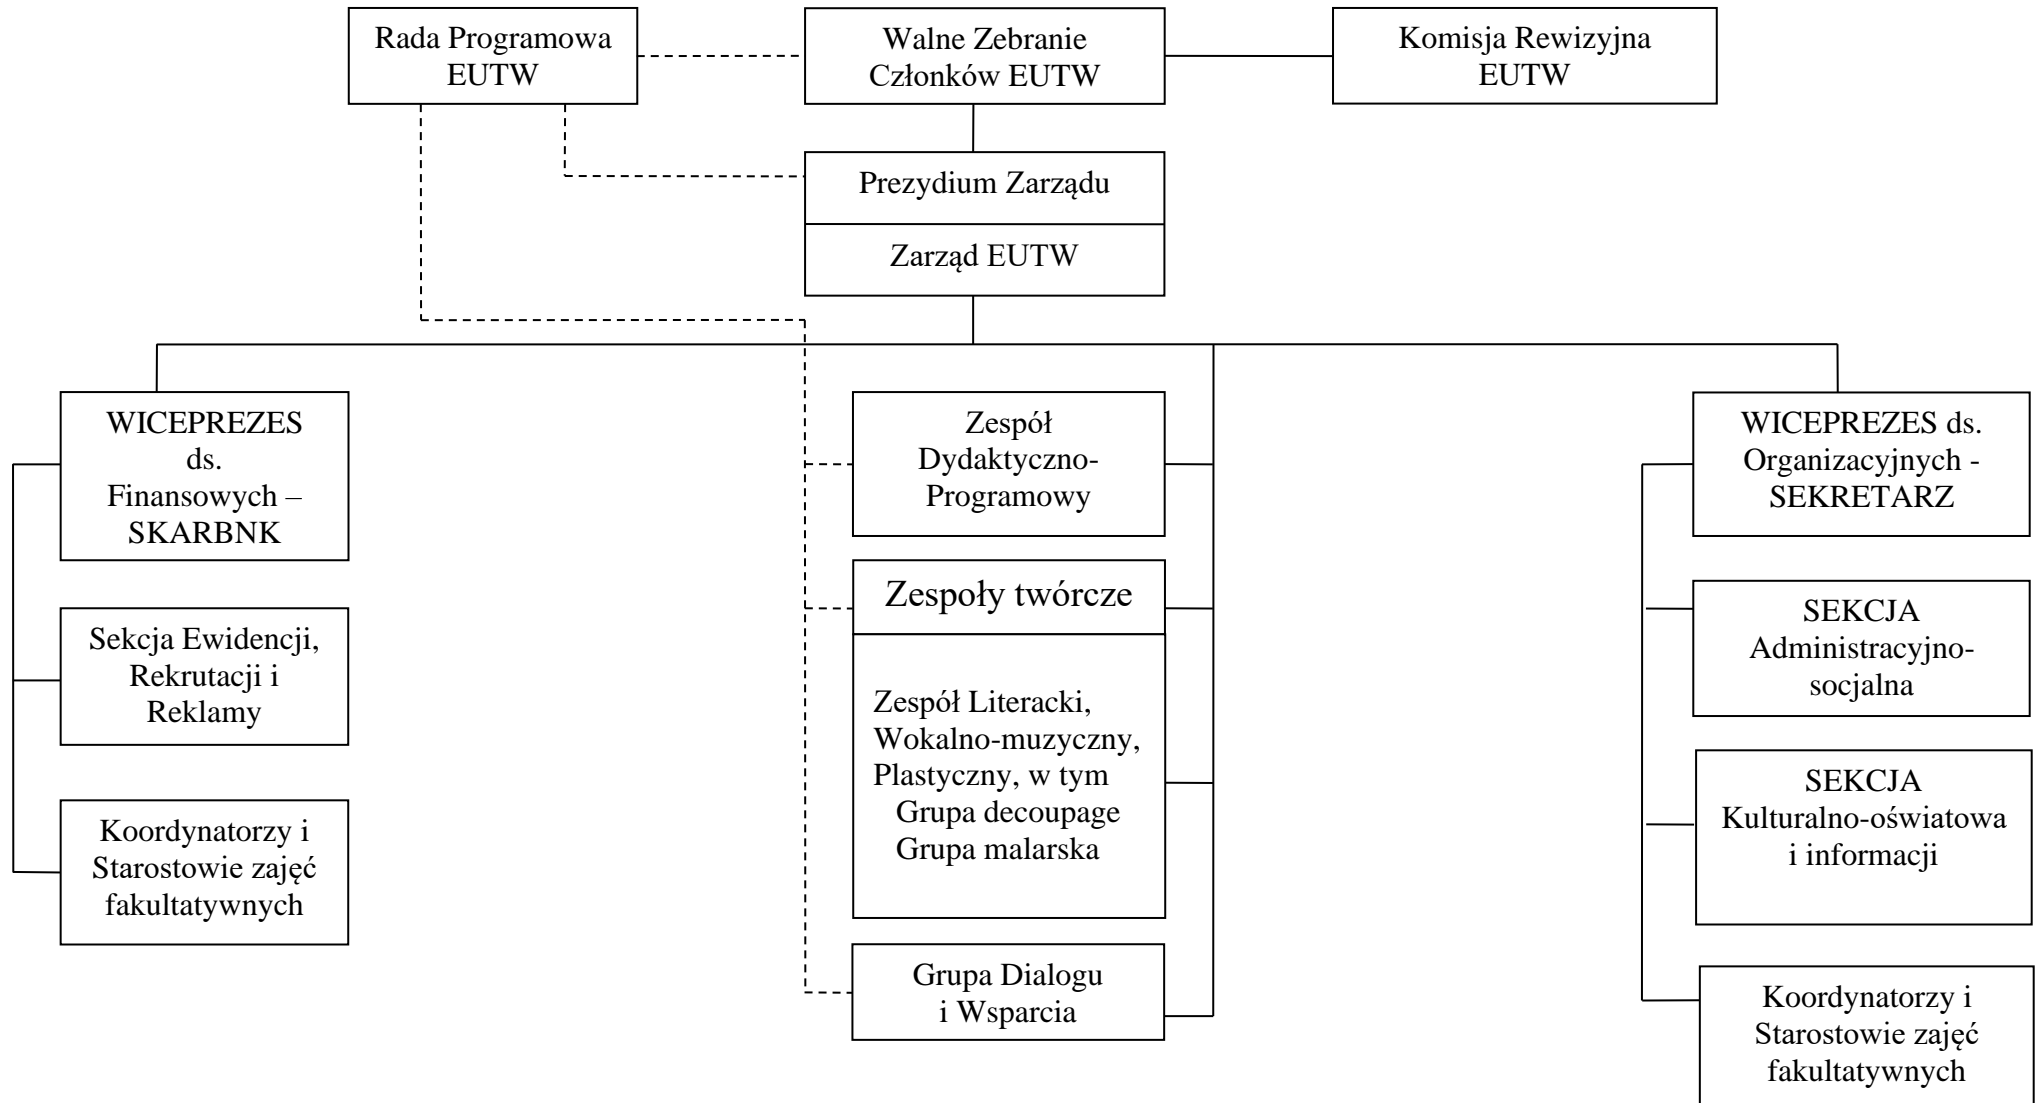 Rada Programowa
EUTW
Walne Zebranie
Członków EUTW
Komisja Rewizyjna
EUTW
Prezydium Zarządu
Zarząd EUTW
WICEPREZES
ds.
Finansowych –
SKARBNK
Zespół
Dydaktyczno-
Programowy
WICEPREZES ds.
Organizacyjnych -
SEKRETARZ
Sekcja Ewidencji,
Rekrutacji i
Reklamy
Zespoły twórcze
Zespół Literacki,
Wokalno-muzyczny,
Plastyczny, w tym
Grupa decoupage
Grupa malarska
SEKCJA
Administracyjno-
socjalna
SEKCJA
Kulturalno-oświatowa
i informacji
Koordynatorzy i
Starostowie zajęć
fakultatywnych
Grupa Dialogu
i Wsparcia
Koordynatorzy i
Starostowie zajęć
fakultatywnych